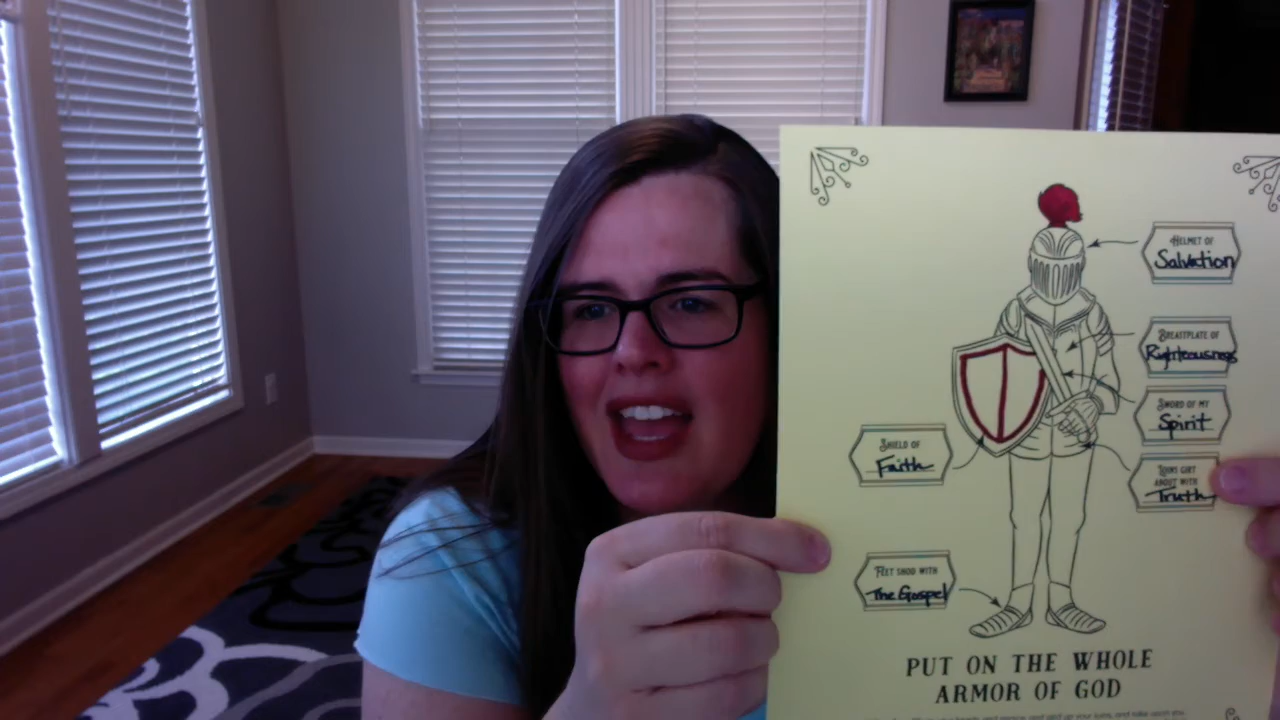 HELMET OF
Salvation
BREASTPLATE OF
Righteousness
SWORD OF MY
Spirit
LOINS GIRT
ABOUT WITH
Truth
SHIELD OF
Faith
FEET SHOD WITH
The Gospel
PUT ON THE WHOLE
ARMOR OF GOD